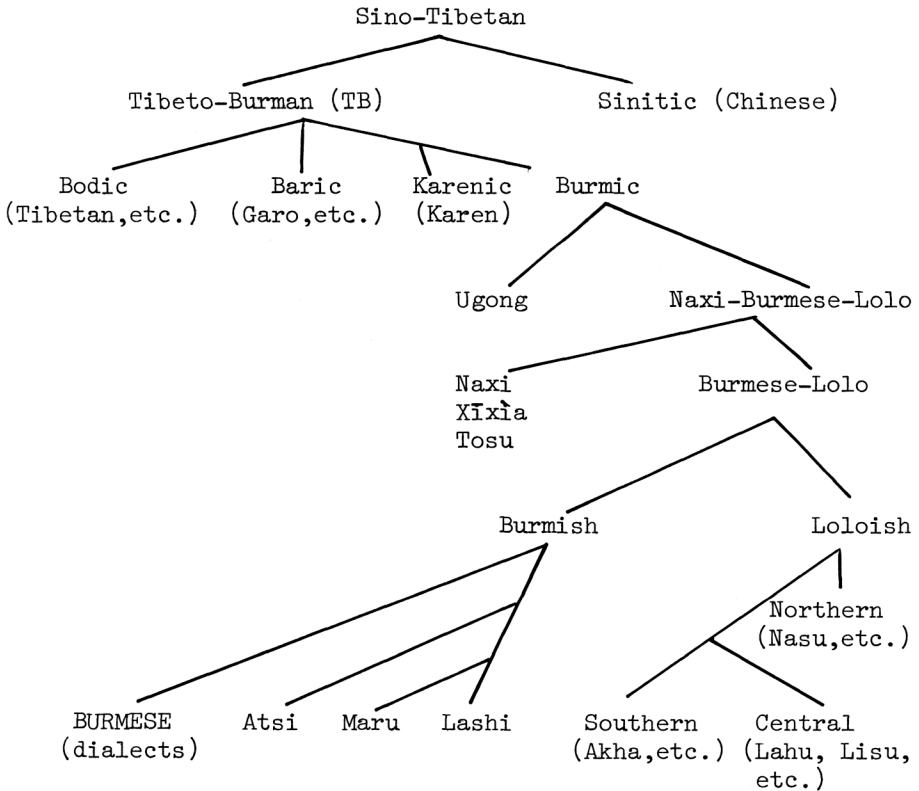 Sino-Tibetan
Tibeto-Burman (TB) Sinitic (Chinese)
Bodic Baric Karenic Burmic
(Tibetan,etc.) (Garo,etc.) (Karen)
Ugong Naxi-Burmese-Lolo
Naxi Burmese-Lolo
Xīxìa
Tosu
Burmish Loloish
Northern
(Nasu,etc.)
BURMESE Atsi Maru Lashi Southern Central
(dialects) (Akha,etc.) (Lahu, Lisu,
etc.)